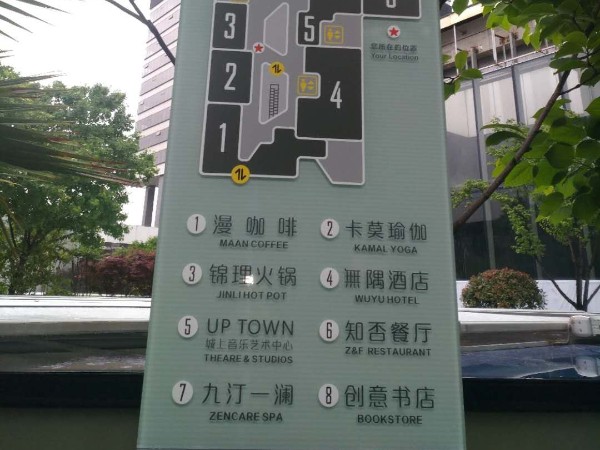 3
5
6
您所在的位置
Your Location
2
4
1
1 漫咖啡
MAAN COFFEE
2 卡莫瑜伽
KAMAL YOGA
3 锦理火锅
JINLI HOT POT
4 無隅酒店
WUYU HOTEL
5 UP TOWN
城上音乐艺术中心
THEARE & STUDIOS
6 知否餐厅
Z&F RESTAURANT
7 九汀一澜
ZENCARE SPA
8 创意书店
BOOKSTORE